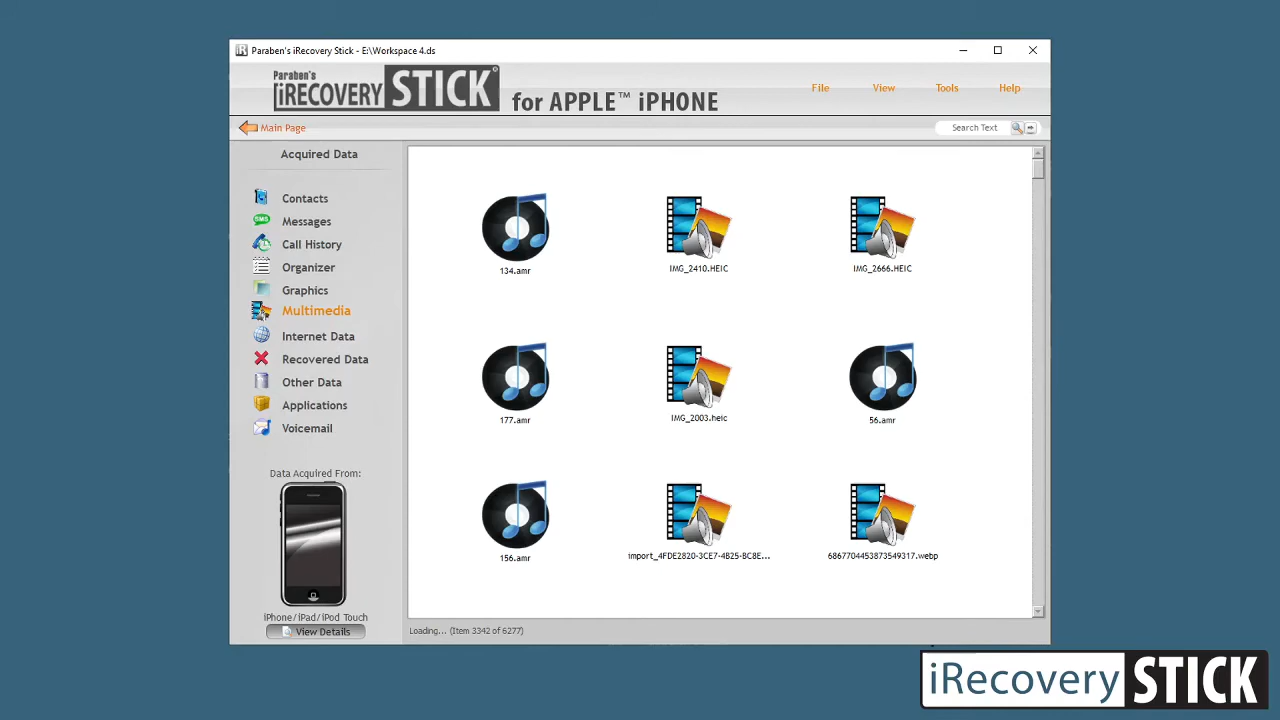 Paraben's iRecovery Stick - E:\Workspace 4.ds
Paraben's
iRECOVERY STICK®
for APPLE™ iPHONE
File View Tools Help
Main Page
Search Text
Acquired Data
Contacts
SMS
Messages
Call History
Organizer
Graphics
Multimedia
Internet Data
Recovered Data
Other Data
Applications
Voicemail
Data Acquired From:
iPhone/iPad/iPod Touch
View Details
134.amr
IMG_2410.HEIC
IMG_2666.HEIC
177.amr
IMG_2003.heic
56.amr
156.amr
import_4FDE2820-3CE7-4B25-BC8E...
6867704453873549317.webp
Loading... (Item 3342 of 6277)
iRecovery STICK